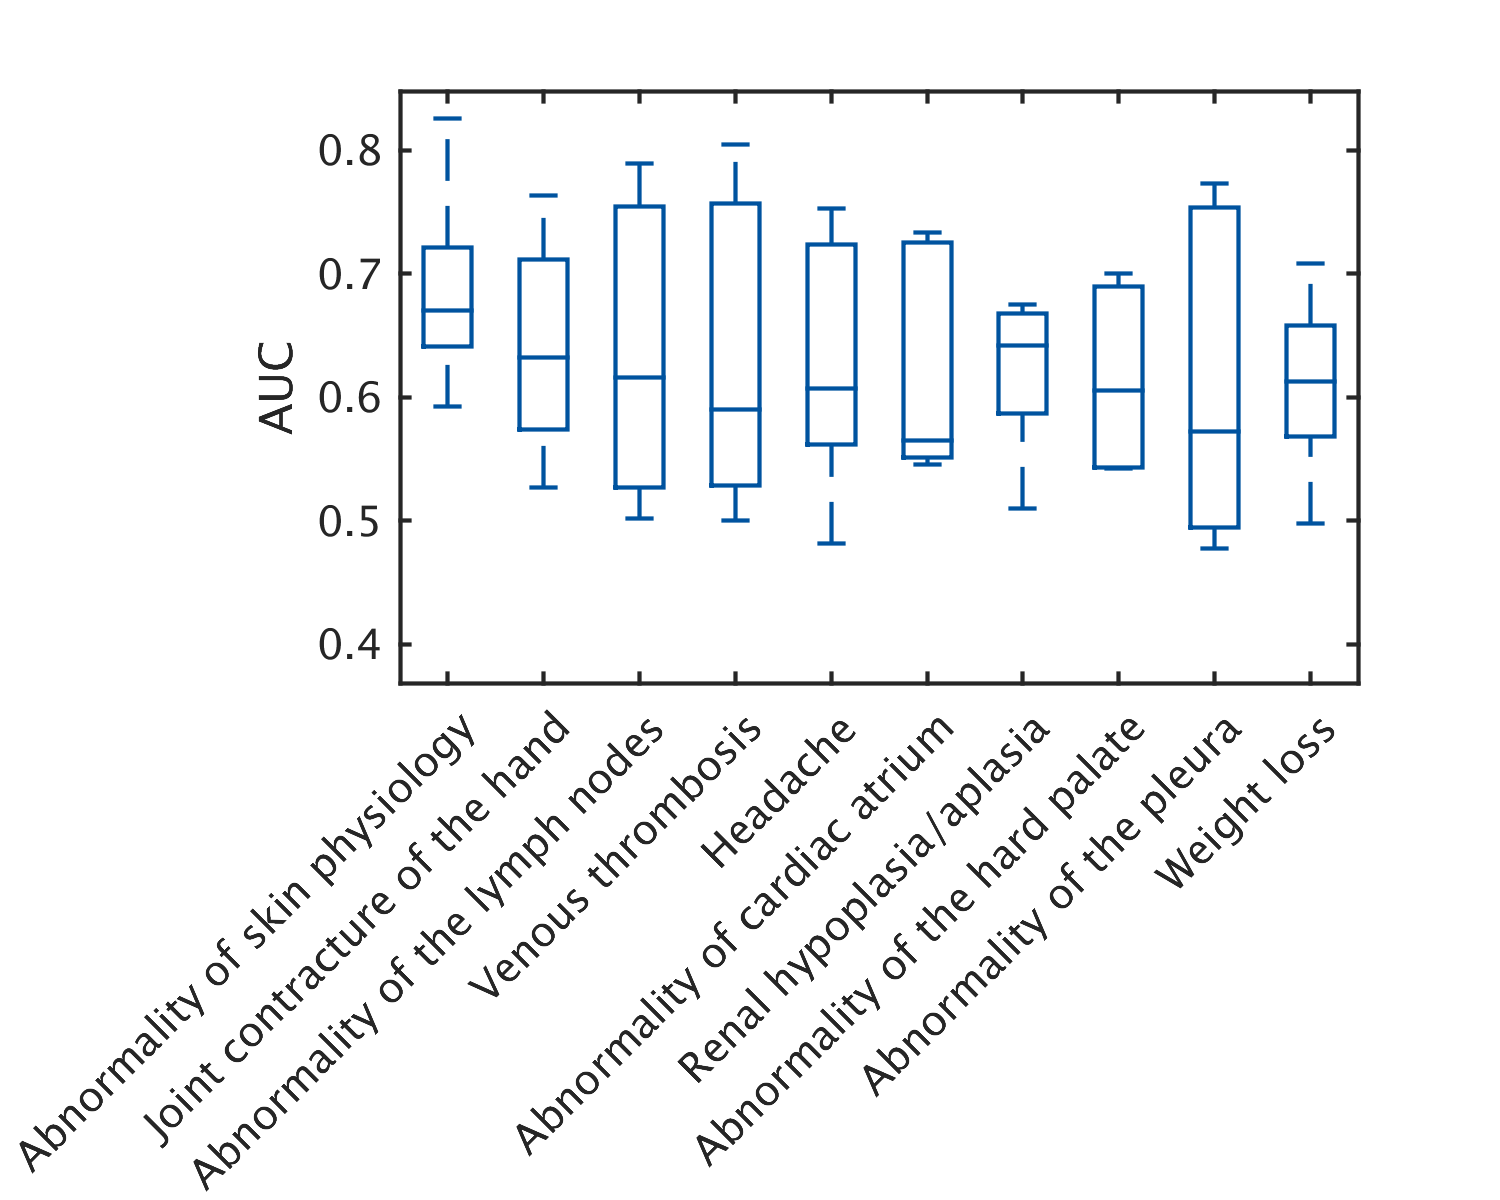 0.8
0.7
0.6
0.5
0.4
AUC
Abnormality of skin physiology
Joint contracture of the hand
Abnormality of the lymph nodes
Venous thrombosis
Headache
Abnormality of cardiac atrium
Renal hypoplasia/aplasia
Abnormality of the hard palate
Abnormality of the pleura
Weight loss